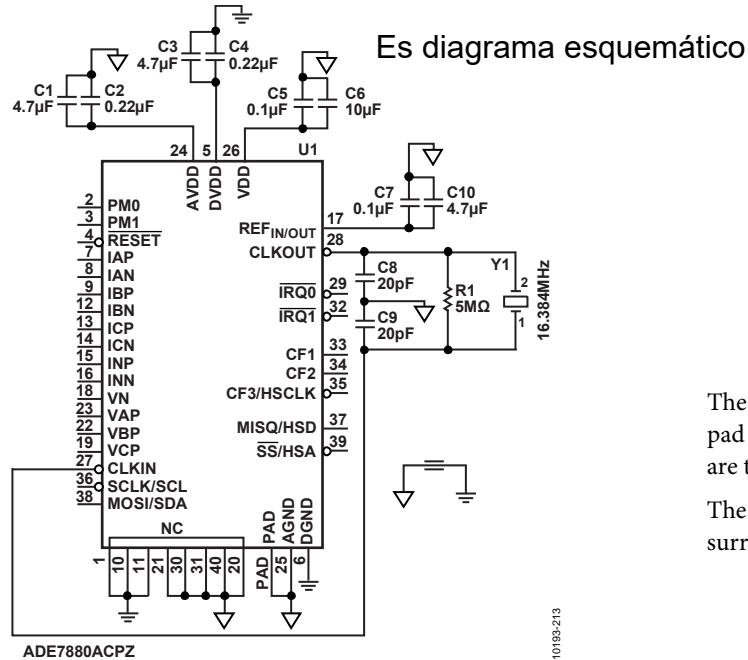 Es diagrama esquemático
C3
4.7µF
C4
0.22µF
C1
4.7µF
C2
0.22µF
C5
0.1µF
C6
10µF
24
5
26
U1
AVDD
DVDD
VDD
2 PM0
3 PM1
4 RESET
7 IAP
8 IAN
9 IBP
12 IBN
13 ICP
14 ICN
15 INP
16 INN
18 VN
23 VAP
22 VBP
19 VCP
27 CLKIN
36 SCLK/SCL
38 MOSI/SDA
REFIN/OUT 17
CLKOUT 28
IRQ0 29
IRQ1 32
CF1 33
CF2 34
CF3/HSCLK 35
MISQ/HSD 37
SS/HSA 39
C7
0.1µF
C10
4.7µF
C8
20pF
C9
20pF
R1
5MΩ
Y1
2
1
16.384MHz
NC
PAD
AGND
DGND
1
10
11
21
30
31
40
20
PAD
25
6
ADE7880ACPZ
10193-213
The
pad
are t
The
surr